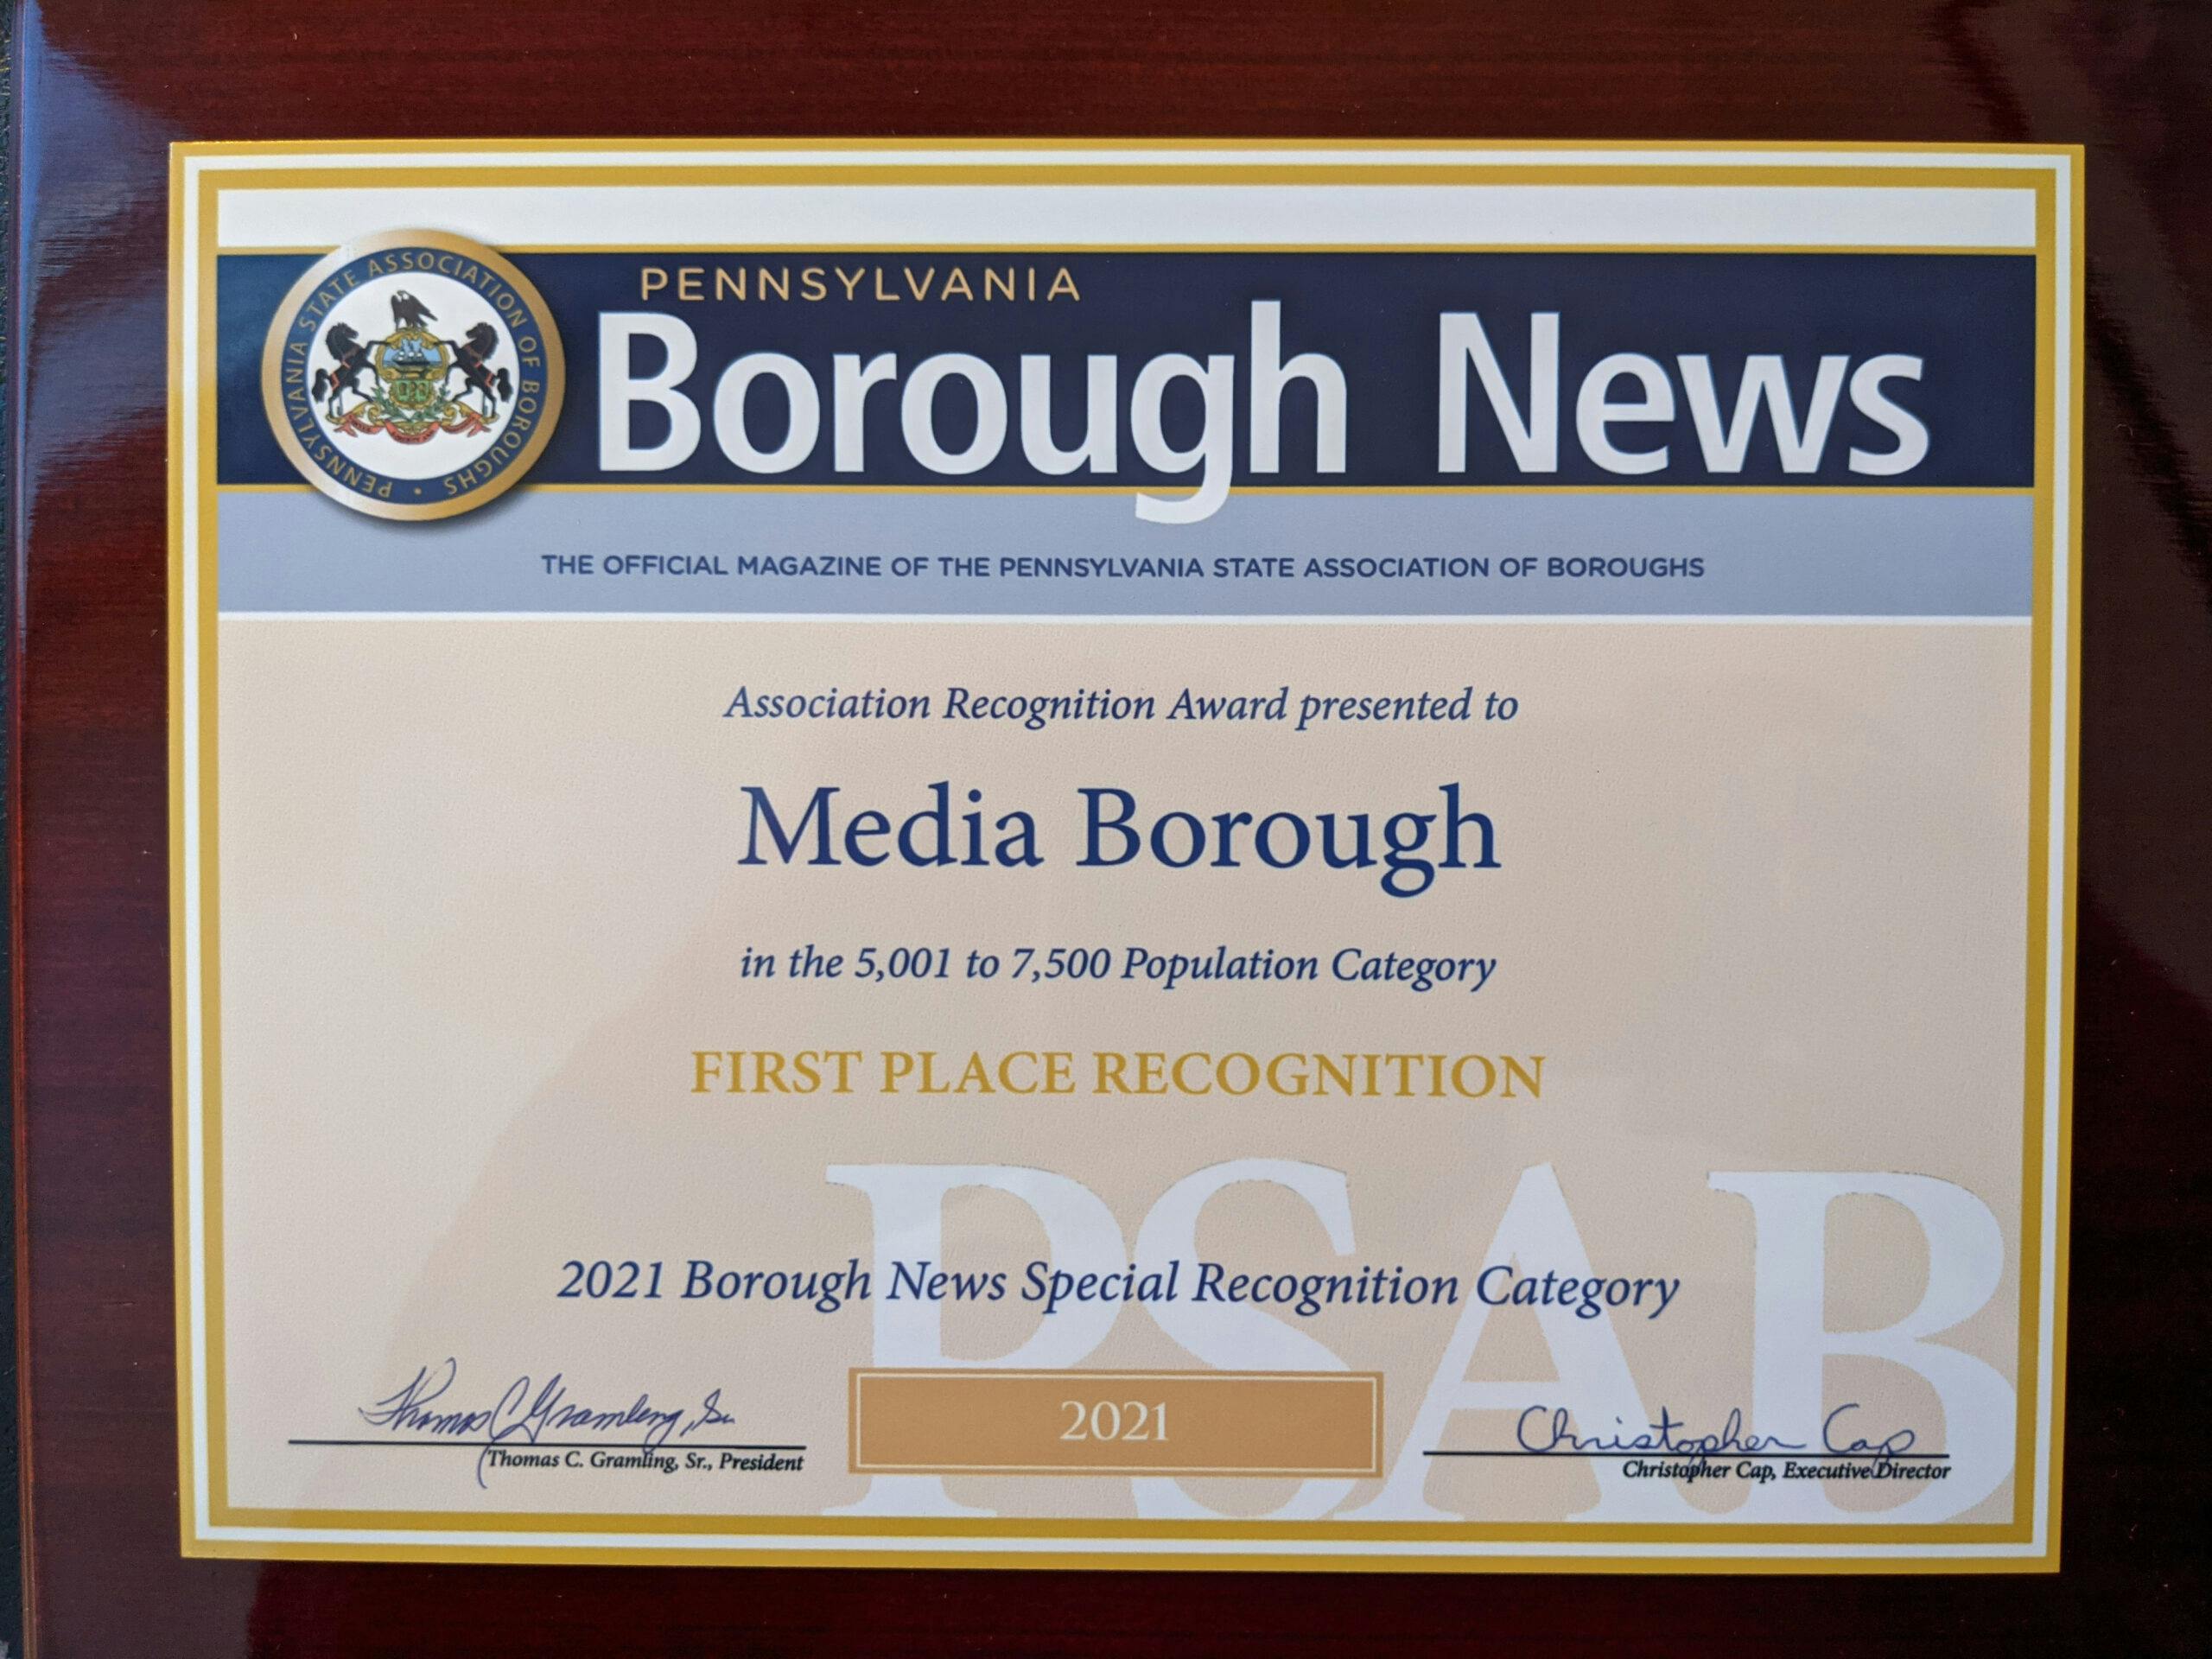 PENNSYLVANIA STATE ASSOCIATION OF BOROUGHS •
PENNSYLVANIA
Borough News
THE OFFICIAL MAGAZINE OF THE PENNSYLVANIA STATE ASSOCIATION OF BOROUGHS
Association Recognition Award presented to
Media Borough
in the 5,001 to 7,500 Population Category
FIRST PLACE RECOGNITION
PSAB
2021 Borough News Special Recognition Category
Thomas C Gramling, Sr.
Thomas C. Gramling, Sr., President
2021
Christopher Cap
Christopher Cap, Executive Director